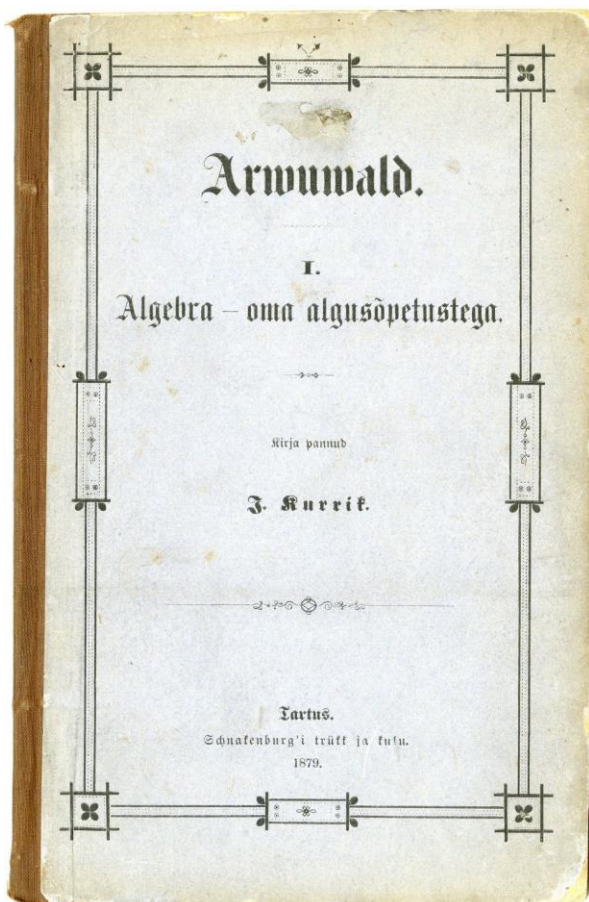 Arwuwald.
I.
Algebra – oma algusõpetustega.
Kirja pannud
J. Kurrik.
Tartus.
Schnakenburg'i trükk ja kulu.
1879.